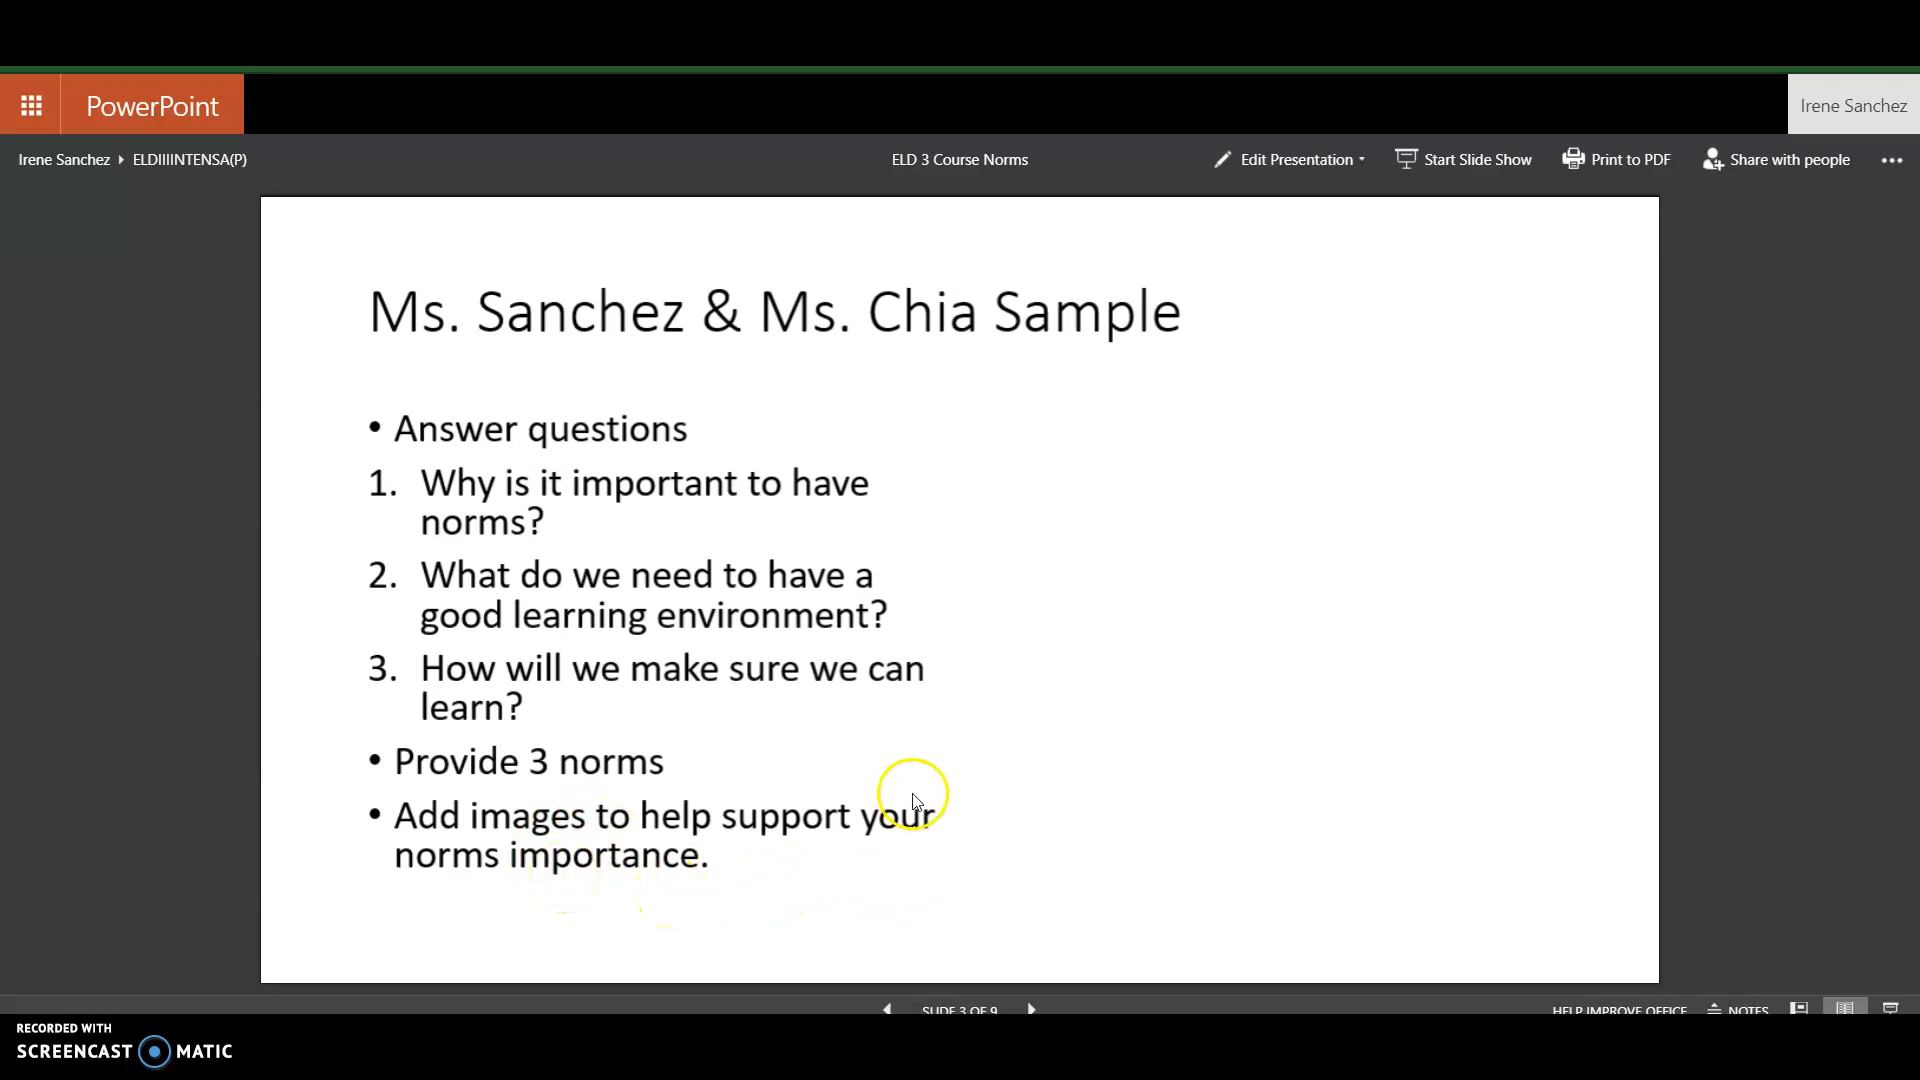 PowerPoint
Irene Sanchez
Irene Sanchez ▸ ELDIIIINTENSA(P)
ELD 3 Course Norms
Edit Presentation
Start Slide Show
Print to PDF
Share with people
Ms. Sanchez & Ms. Chia Sample
• Answer questions
1. Why is it important to have
norms?
2. What do we need to have a
good learning environment?
3. How will we make sure we can
learn?
• Provide 3 norms
• Add images to help support your
norms importance.
SLIDE 3 OF 9
HELP IMPROVE OFFICE
NOTES
RECORDED WITH
SCREENCAST MATIC